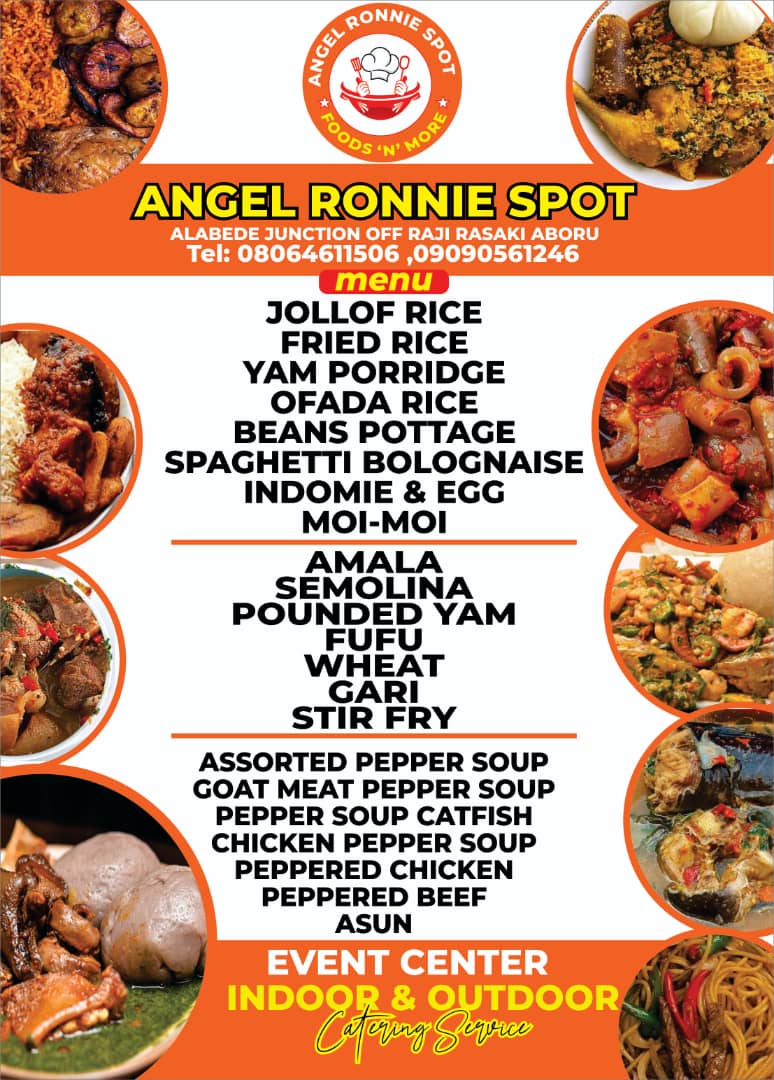 ANGEL RONNIE SPOT
FOODS 'N' MORE
ANGEL RONNIE SPOT
ALABEDE JUNCTION OFF RAJI RASAKI ABORU
Tel: 08064611506 ,09090561246
menu
JOLLOF RICE
FRIED RICE
YAM PORRIDGE
OFADA RICE
BEANS POTTAGE
SPAGHETTI BOLOGNAISE
INDOMIE & EGG
MOI-MOI
AMALA
SEMOLINA
POUNDED YAM
FUFU
WHEAT
GARI
STIR FRY
ASSORTED PEPPER SOUP
GOAT MEAT PEPPER SOUP
PEPPER SOUP CATFISH
CHICKEN PEPPER SOUP
PEPPERED CHICKEN
PEPPERED BEEF
ASUN
EVENT CENTER
INDOOR & OUTDOOR
Catering Service